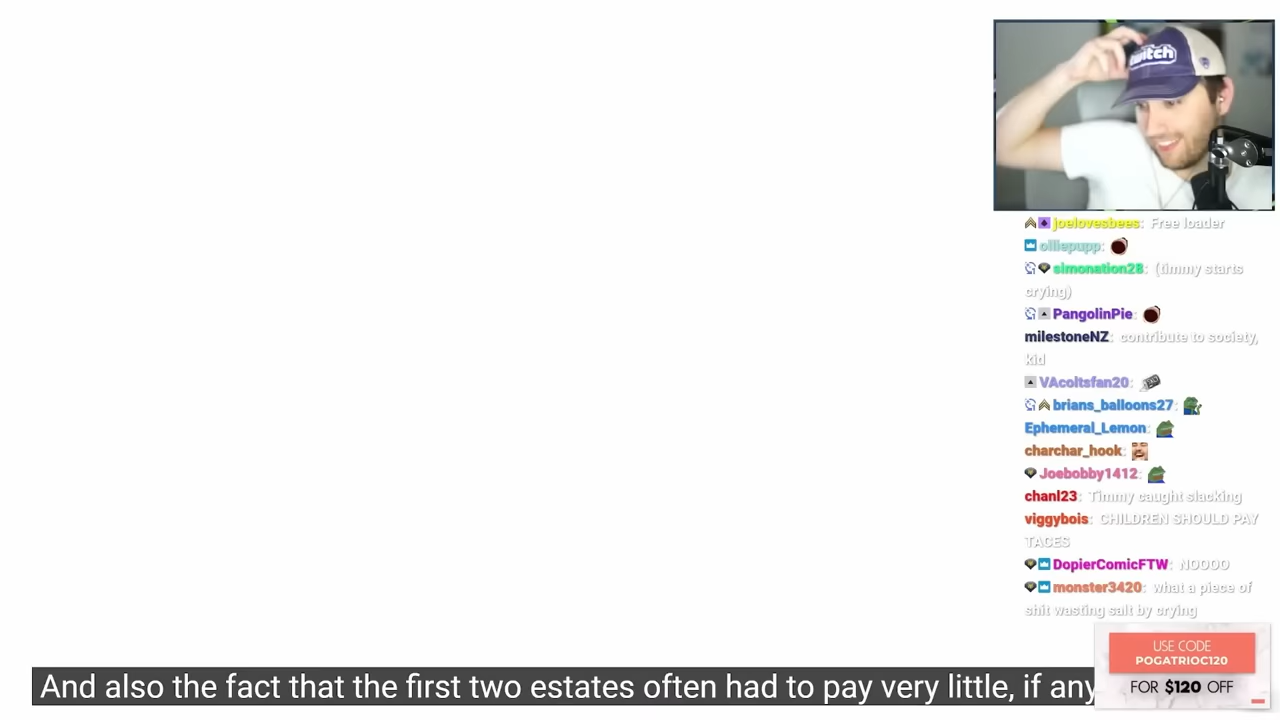 twitch
joelovesbees: Free loader
olliepupp:
simonation28: (timmy starts
crying)
PangolinPie:
milestoneNZ: contribute to society,
kid
VAcoltsfan20:
brians_balloons27:
Ephemeral_Lemon:
charchar_hook:
Joebobby1412:
chanl23: Timmy caught slacking
viggybois: CHILDREN SHOULD PAY
TACES
DopierComicFTW: NOOOO
monster3420: what a piece of
shit wasting salt by crying
USE CODE
POGATRIOC120
FOR $120 OFF
And also the fact that the first two estates often had to pay very little, if any